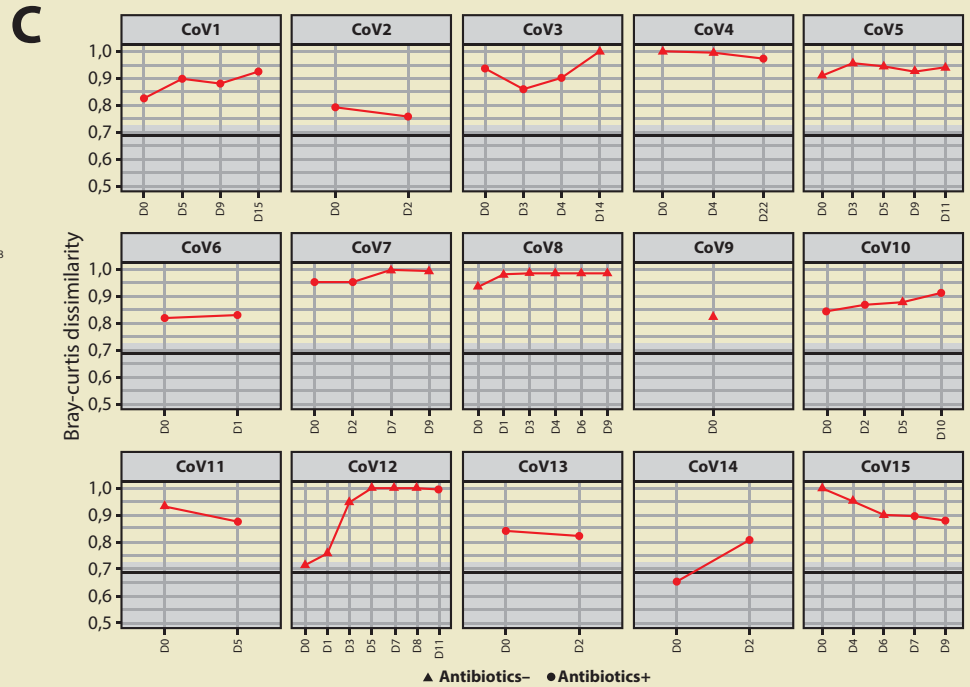 C
CoV1 CoV2 CoV3 CoV4 CoV5
1,0
0,9
0,8
0,7
0,6
0,5
D0 D5 D9 D15 D0 D2 D0 D3 D4 D14 D0 D4 D22 D0 D3 D5 D9 D11
8
Bray-curtis dissimilarity
CoV6 CoV7 CoV8 CoV9 CoV10
1,0
0,9
0,8
0,7
0,6
0,5
D0 D1 D0 D2 D7 D9 D0 D1 D3 D4 D6 D9 D0 D0 D2 D5 D10
CoV11 CoV12 CoV13 CoV14 CoV15
1,0
0,9
0,8
0,7
0,6
0,5
D0 D5 D0 D1 D3 D5 D7 D8 D11 D0 D2 D0 D2 D0 D4 D6 D7 D9
▲ Antibiotics– ●Antibiotics+